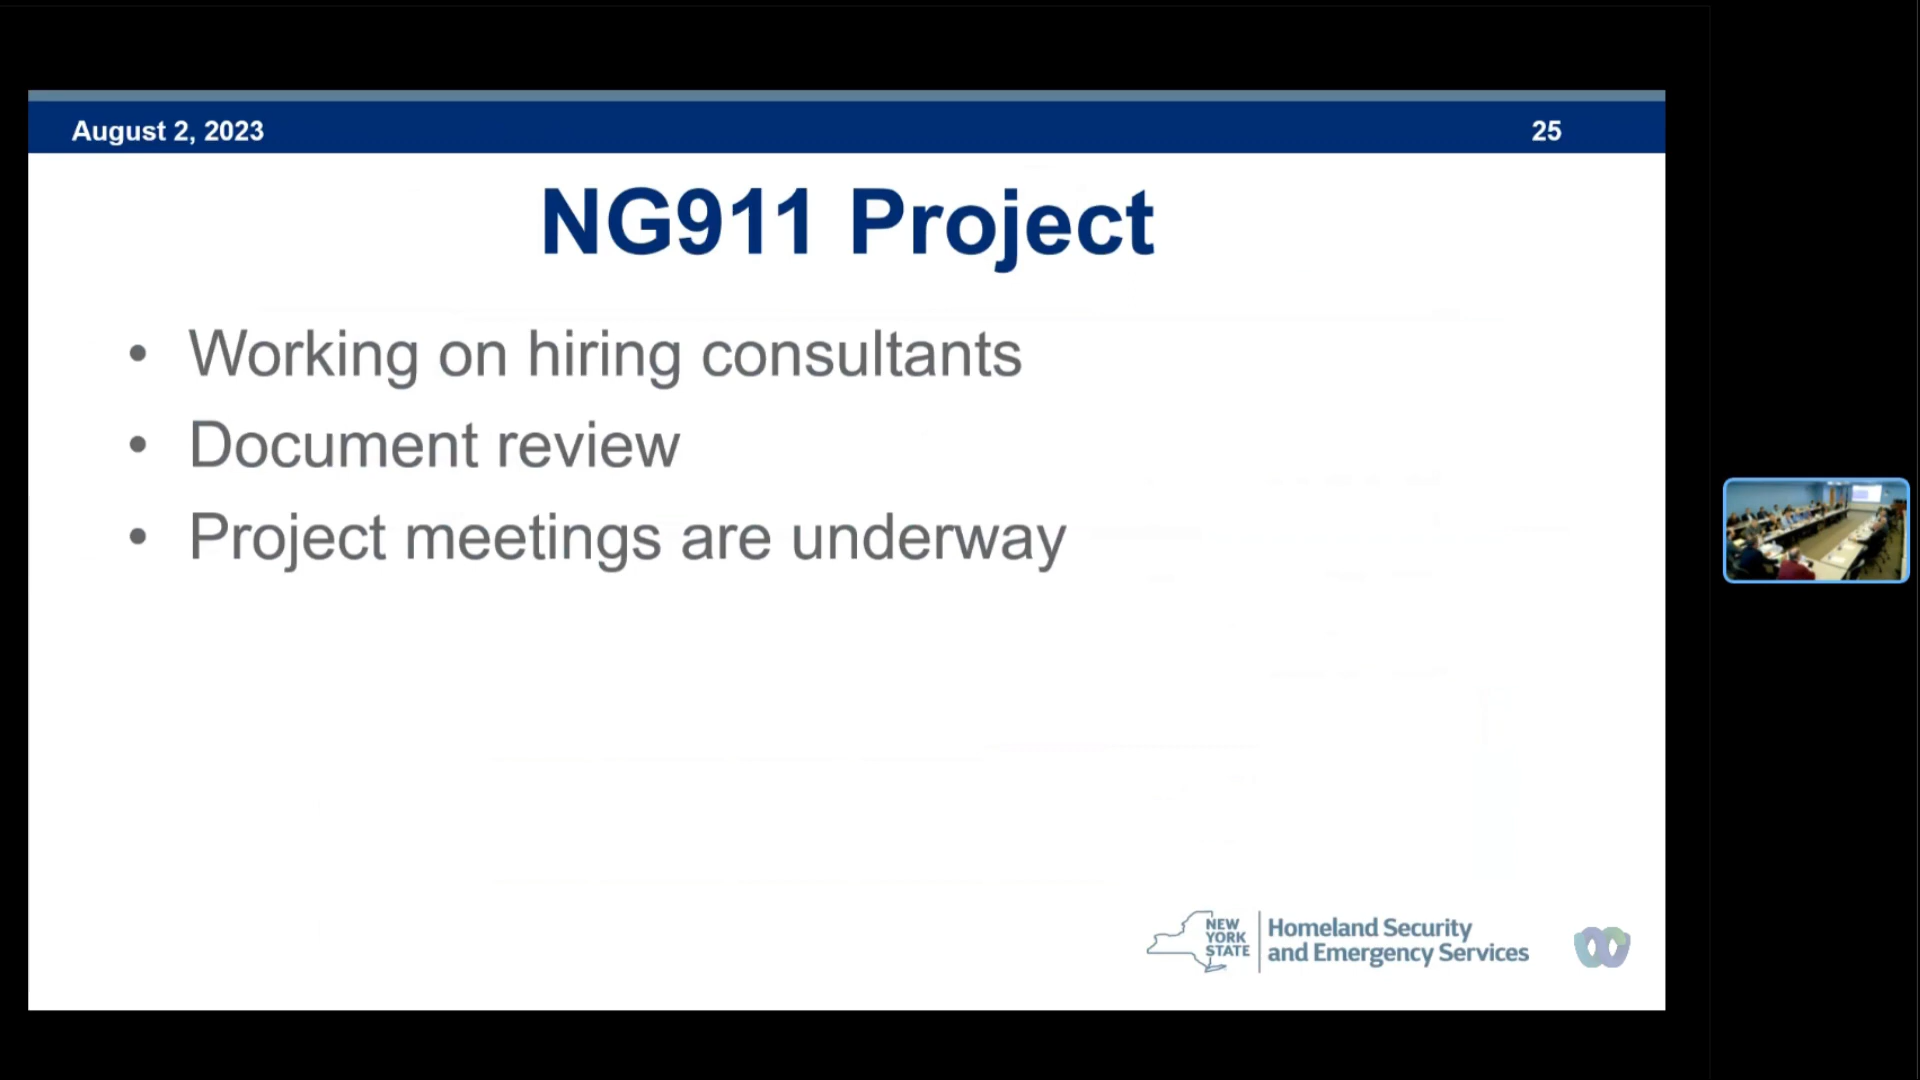 August 2, 2023
25
NG911 Project
• Working on hiring consultants
• Document review
• Project meetings are underway
NEW
YORK
STATE
Homeland Security
and Emergency Services